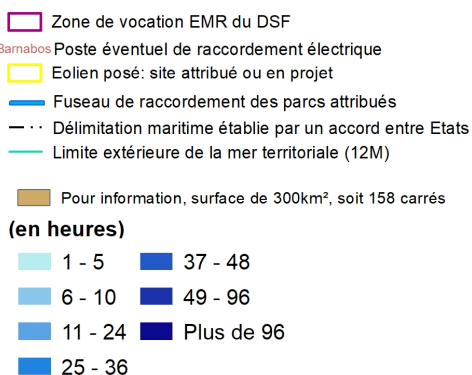 Zone de vocation EMR du DSF
Barnabos Poste éventuel de raccordement électrique
Eolien posé: site attribué ou en projet
Fuseau de raccordement des parcs attribués
Délimitation maritime établie par un accord entre Etats
Limite extérieure de la mer territoriale (12M)
Pour information, surface de 300km², soit 158 carrés
(en heures)
1 - 5 37 - 48
6 - 10 49 - 96
11 - 24 Plus de 96
25 - 36